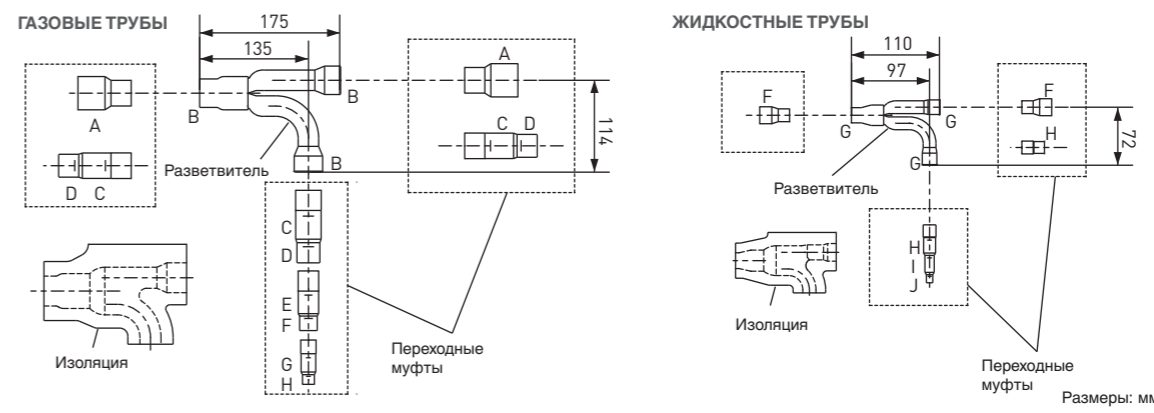 ГАЗОВЫЕ ТРУБЫ
175
135
A
B
B
A
D C
Разветвитель
B
C D
114
C
D
E
F
G
H
Изоляция
Переходные
муфты
ЖИДКОСТНЫЕ ТРУБЫ
110
97
F
G
G
F
H
72
Разветвитель
G
H
I
J
Изоляция
Переходные
муфты
Размеры: мм